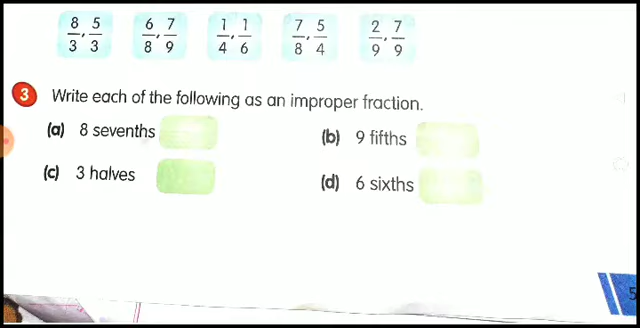 8/3, 5/3 6/8, 7/9 1/4, 1/6 7/8, 5/4 2/9, 7/9
3 Write each of the following as an improper fraction.
(a) 8 sevenths (b) 9 fifths
(c) 3 halves (d) 6 sixths
5